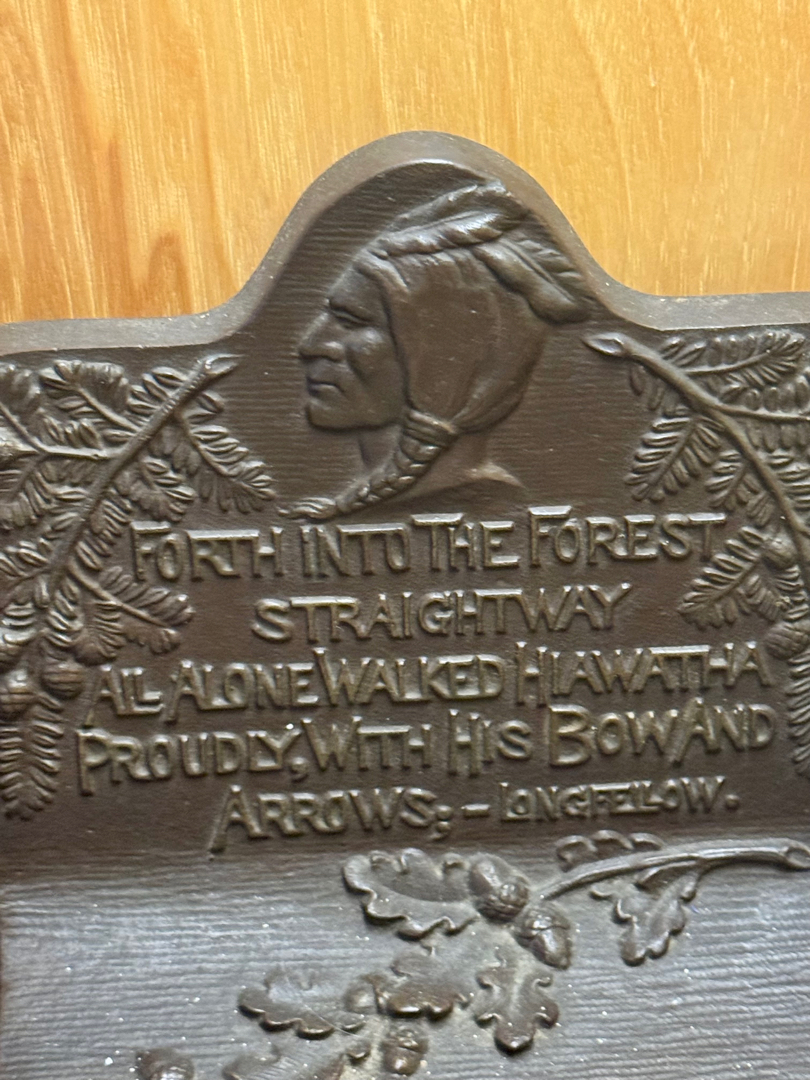 FORTH INTO THE FOREST
STRAIGHTWAY
ALL ALONE WALKED HIAWATHA
PROUDLY, WITH HIS BOW AND
ARROWS; – LONGFELLOW.